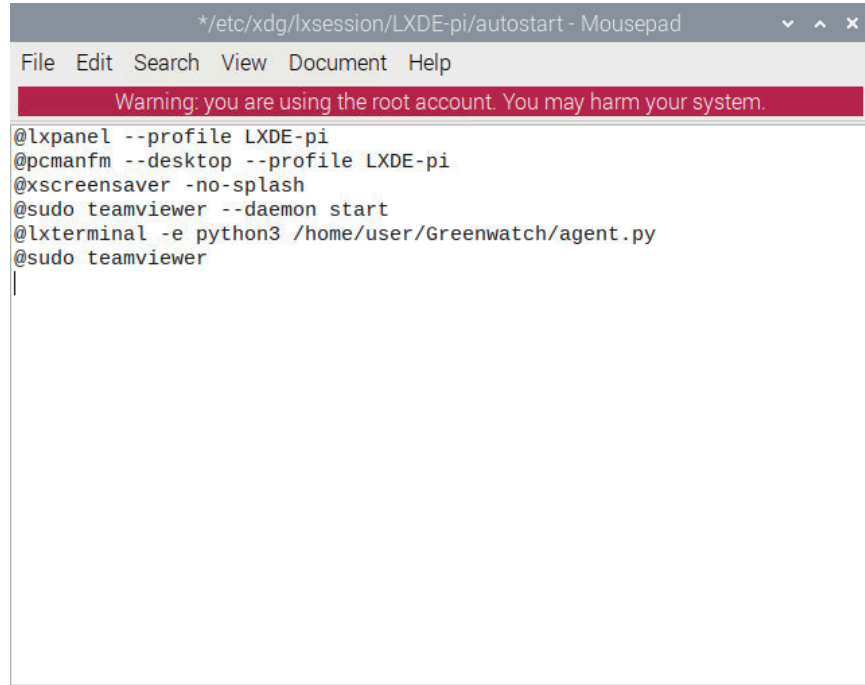 */etc/xdg/lxsession/LXDE-pi/autostart - Mousepad
File Edit Search View Document Help
Warning: you are using the root account. You may harm your system.
@lxpanel --profile LXDE-pi
@pcmanfm --desktop --profile LXDE-pi
@xscreensaver -no-splash
@sudo teamviewer --daemon start
@lxterminal -e python3 /home/user/Greenwatch/agent.py
@sudo teamviewer